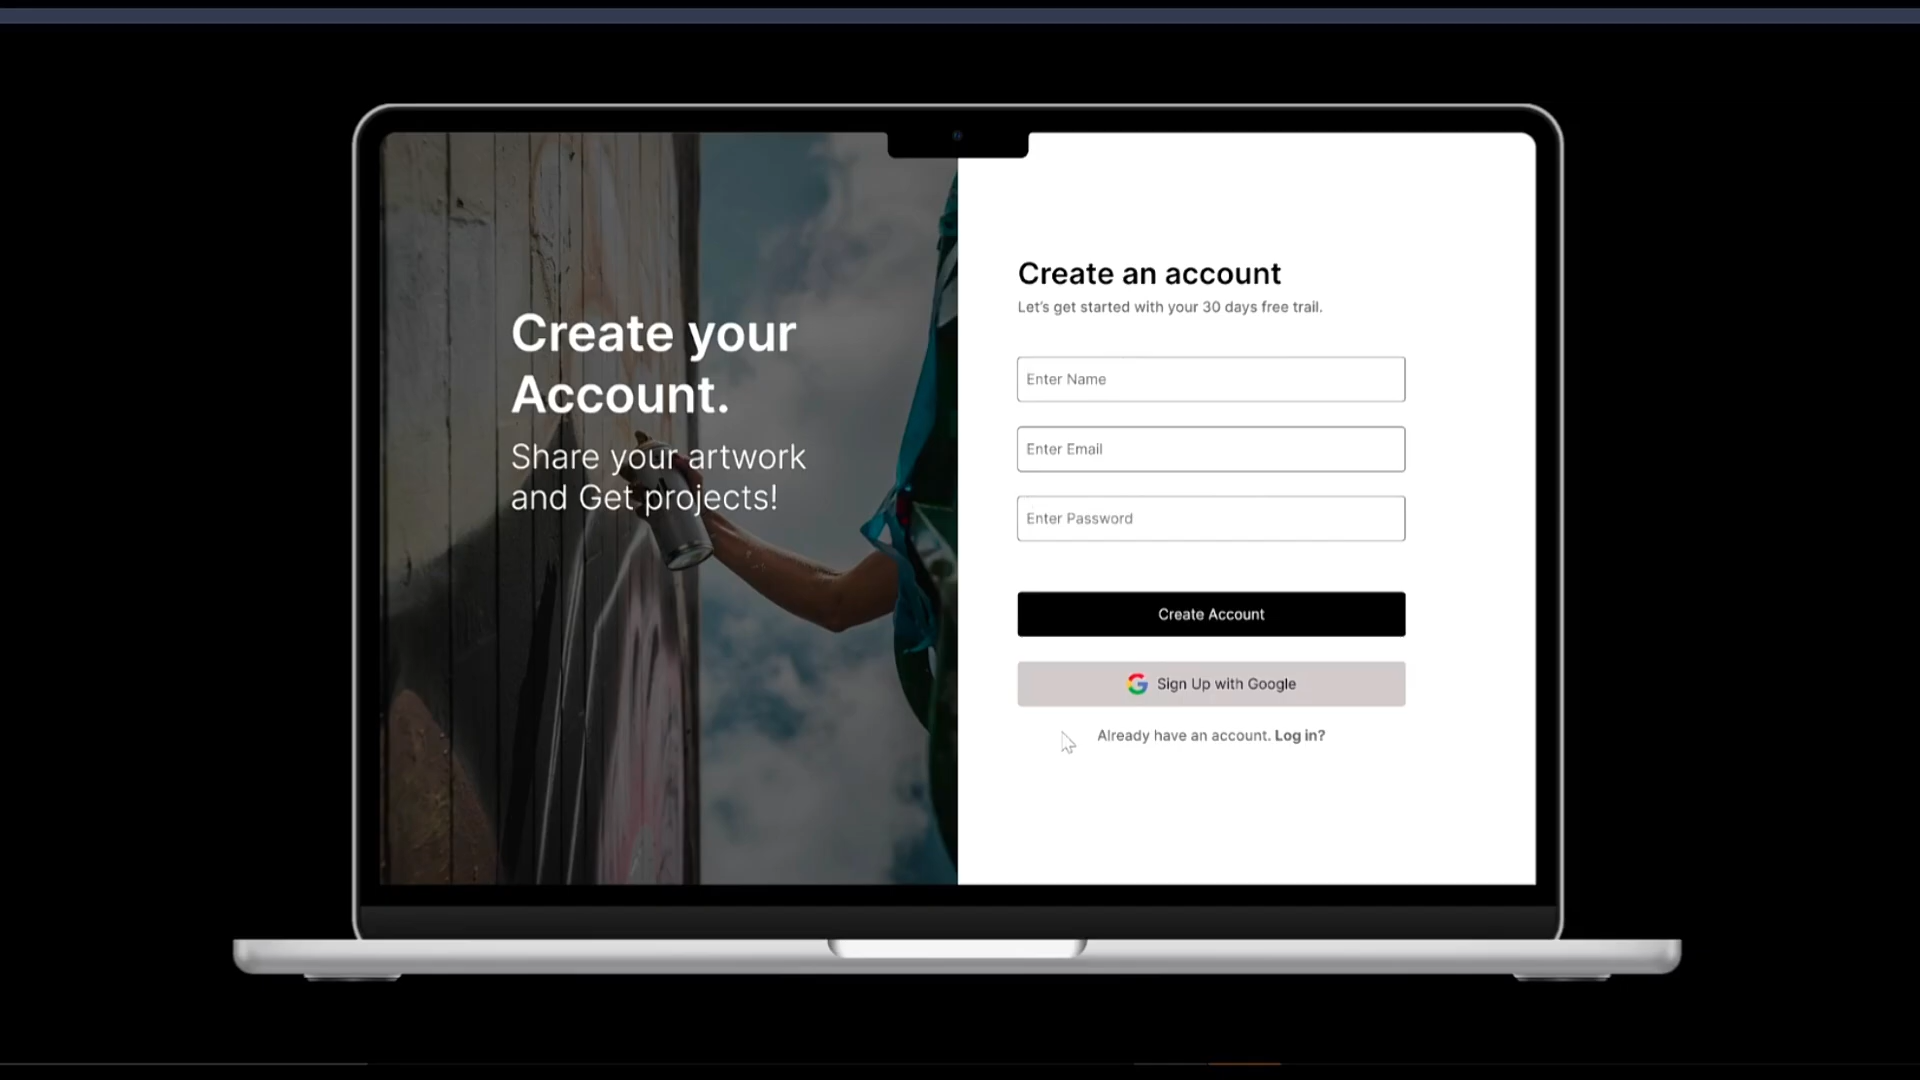 Create your
Account.
Share your artwork
and Get projects!
Create an account
Let's get started with your 30 days free trail.
Enter Name
Enter Email
Enter Password
Create Account
Sign Up with Google
Already have an account. Log in?